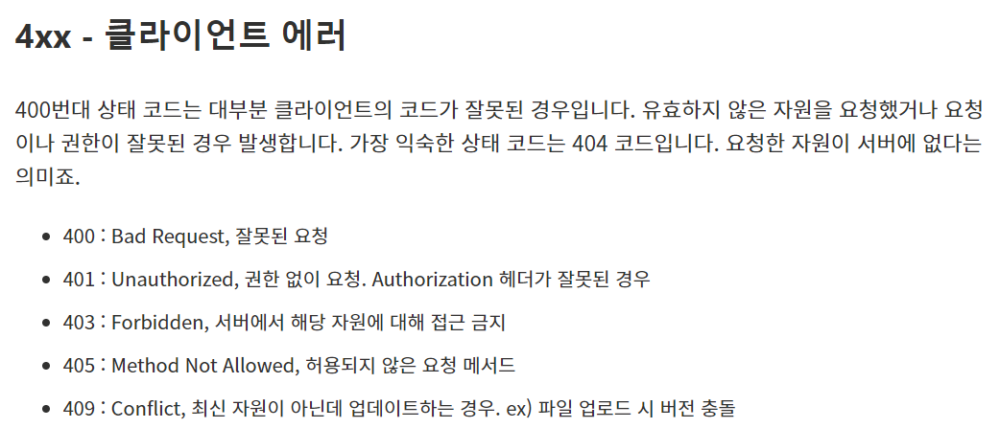 4xx - 클라이언트 에러
400번대 상태 코드는 대부분 클라이언트의 코드가 잘못된 경우입니다. 유효하지 않은 자원을 요청했거나 요청
이나 권한이 잘못된 경우 발생합니다. 가장 익숙한 상태 코드는 404 코드입니다. 요청한 자원이 서버에 없다는
의미죠.
• 400 : Bad Request, 잘못된 요청
• 401 : Unauthorized, 권한 없이 요청. Authorization 헤더가 잘못된 경우
• 403 : Forbidden, 서버에서 해당 자원에 대해 접근 금지
• 405 : Method Not Allowed, 허용되지 않은 요청 메서드
• 409 : Conflict, 최신 자원이 아닌데 업데이트하는 경우. ex) 파일 업로드 시 버전 충돌